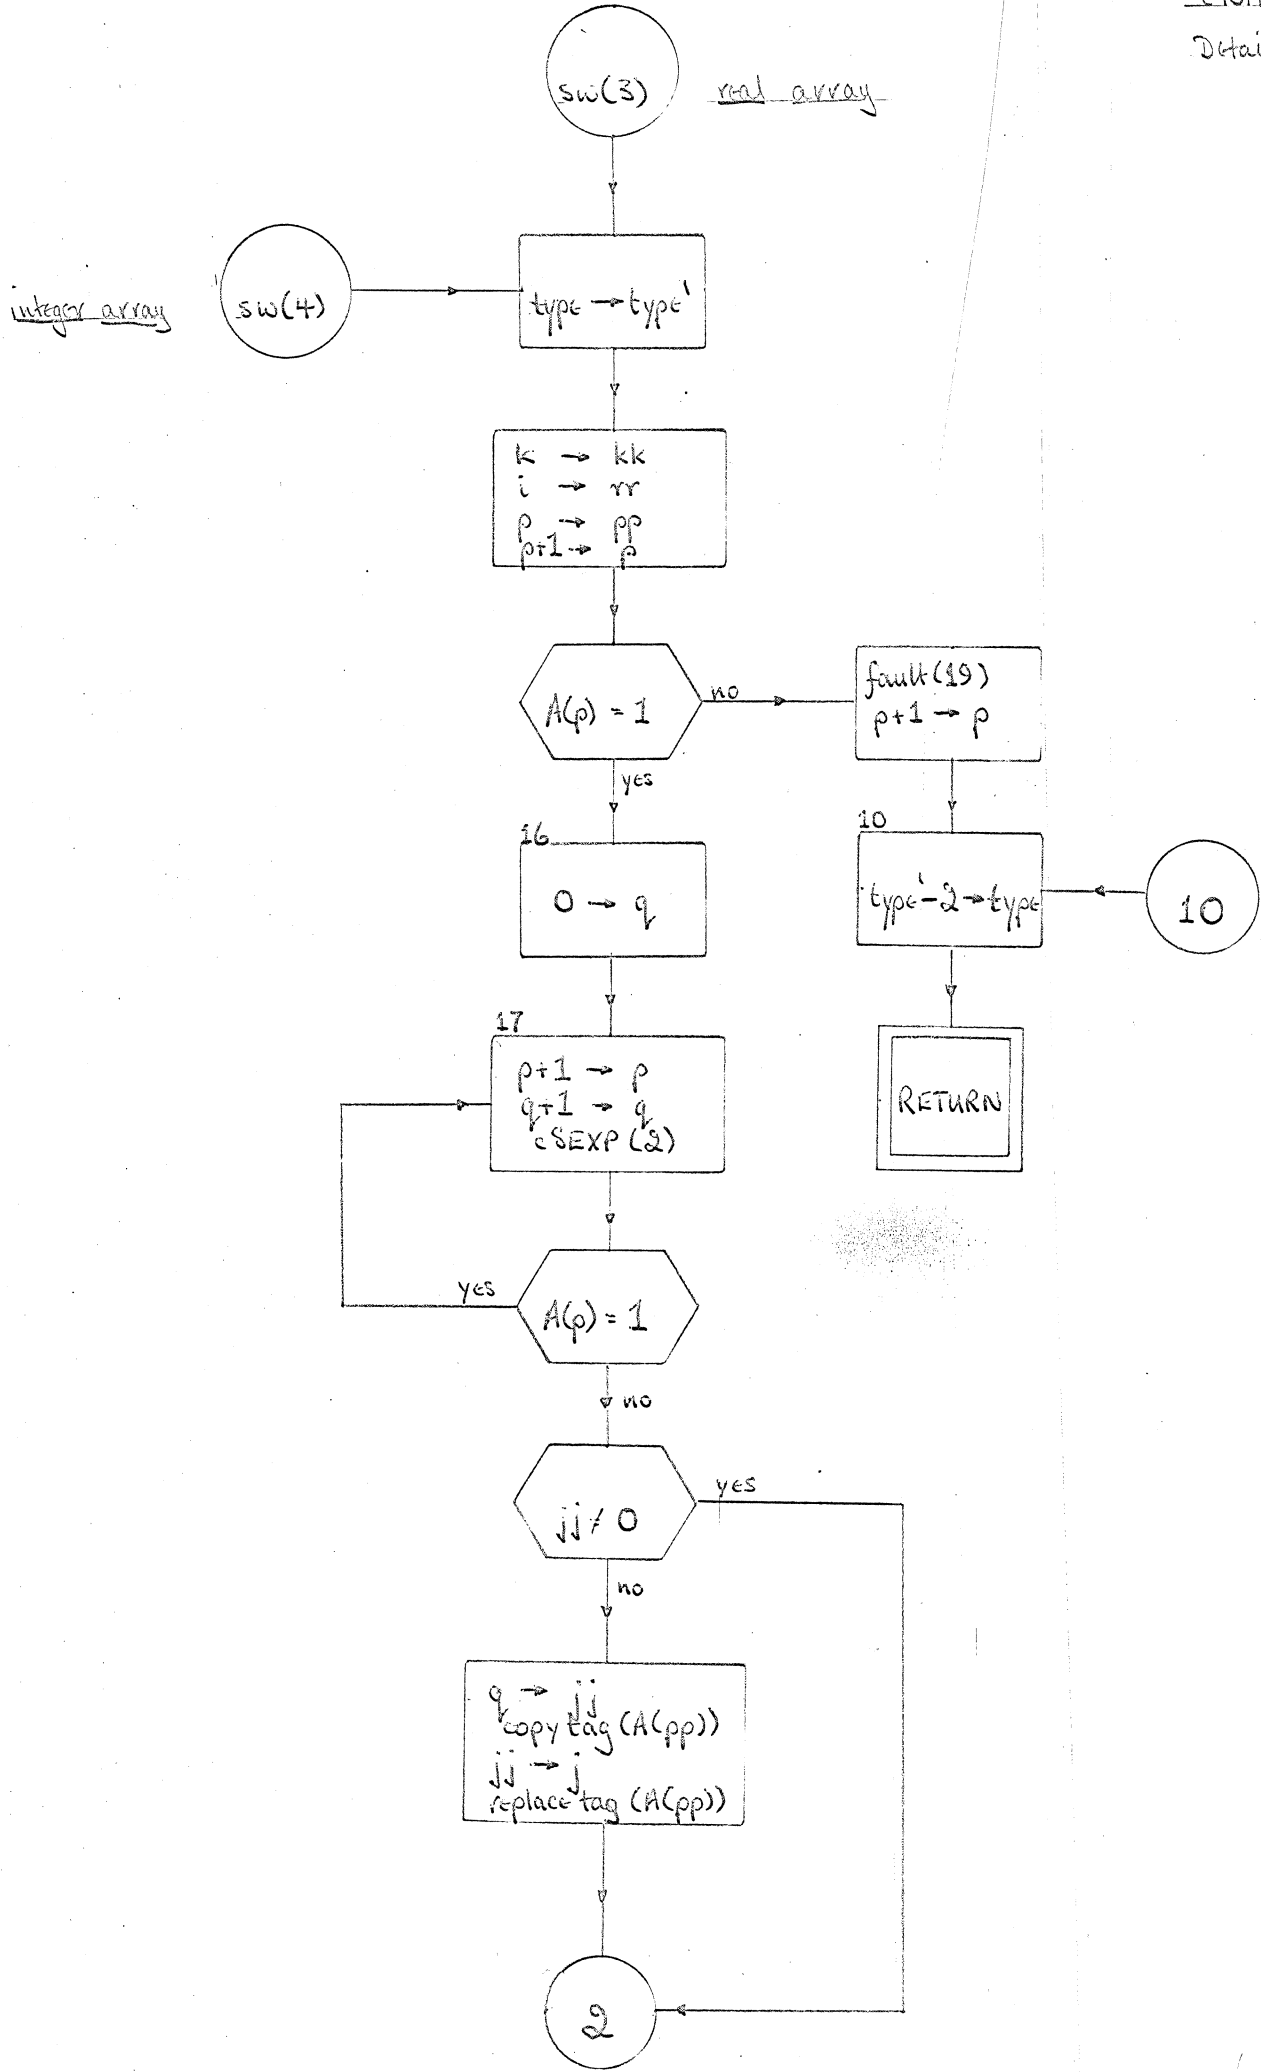 Detai
sw(3)
real array
integer array
sw(4)
type → type'
k → kk
i → rr
p → pp
p+1 → p
A(p) = 1
no
fault(19)
p+1 → p
yes
16
0 → q
10
type'-2 → type
10
17
p+1 → p
q+1 → q
cSEXP(2)
RETURN
yes
A(p) = 1
no
jj ≠ 0
yes
no
q → jj
copy tag (A(pp))
jj → j
replace tag (A(pp))
2